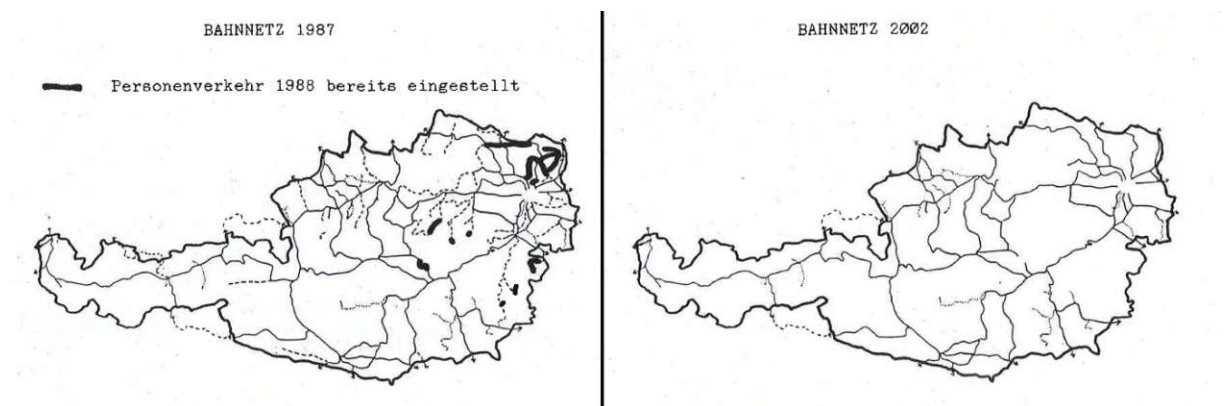 BAHNNETZ 1987
Personenverkehr 1988 bereits eingestellt
BAHNNETZ 2002